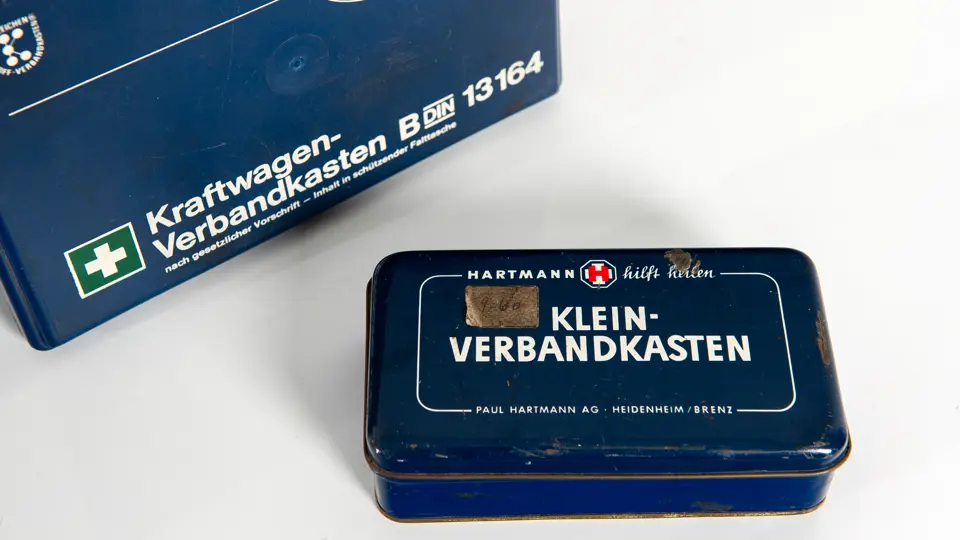 Kraftwagen-
Verbandkasten B DIN 13164
nach gesetzlicher Vorschrift – Inhalt in schützender Falttasche
HARTMANN H hilft heilen
KLEIN-
VERBANDKASTEN
PAUL HARTMANN AG · HEIDENHEIM/BRENZ